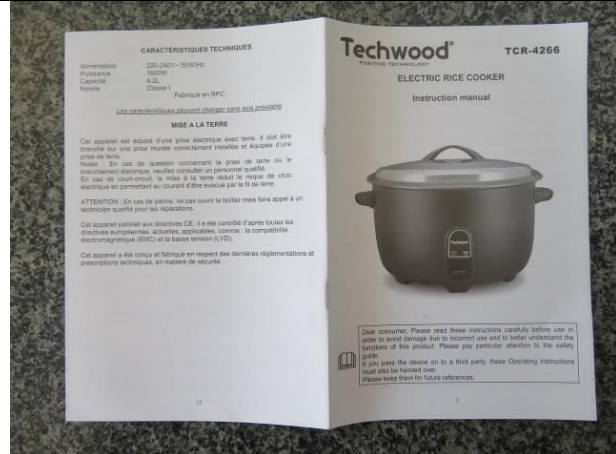 CARACTÉRISTIQUES TECHNIQUES
Alimentation 220-240V~ 50/60Hz
Puissance 1600W
Capacité 4.2L
Norme Classe I
Fabriqué en RPC
Les caractéristiques peuvent changer sans avis préalable
MISE A LA TERRE
Cet appareil est équipé d'une prise électrique avec terre. Il doit être
branché sur une prise murale correctement installée et équipée d'une
prise de terre.
Notes : En cas de question concernant la prise de terre ou le
branchement électrique, veuillez consulter un personnel qualifié.
En cas de court-circuit, la mise à la terre réduit le risque de choc
électrique en permettant au courant d'être évacué par le fil de terre.
ATTENTION : En cas de panne, ne pas ouvrir le boîtier mais faire appel à un
technicien qualifié pour les réparations.
Cet appareil satisfait aux directives CE, il a été contrôlé d'après toutes les
directives européennes, actuelles, applicables, comme : la compatibilité
électromagnétique (EMC) et la basse tension (LVD).
Cet appareil a été conçu et fabriqué en respect des dernières réglementations et
prescriptions techniques, en matière de sécurité.
12
Techwood®
POSITIVE TECHNOLOGY
TCR-4266
ELECTRIC RICE COOKER
Instruction manual
Techwood
Dear consumer, Please read these instructions carefully before use in
order to avoid damage due to incorrect use and to better understand the
functions of this product. Please pay particular attention to the safety
guide.
If you pass the device on to a third party, these Operating Instructions
must also be handed over.
Please keep them for future references.
1